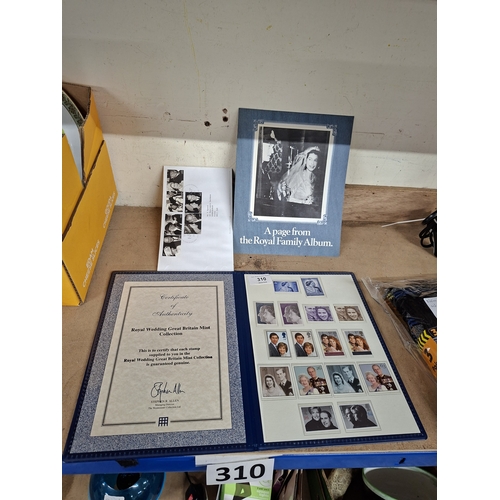 A page from
the Royal Family Album.
310
Certificate
of
Authenticity
Royal Wedding Great Britain Mint
Collection
This is to certify that each stamp
supplied to you in the
Royal Wedding Great Britain Mint Collection
is guaranteed genuine.
Stephen Allen
310